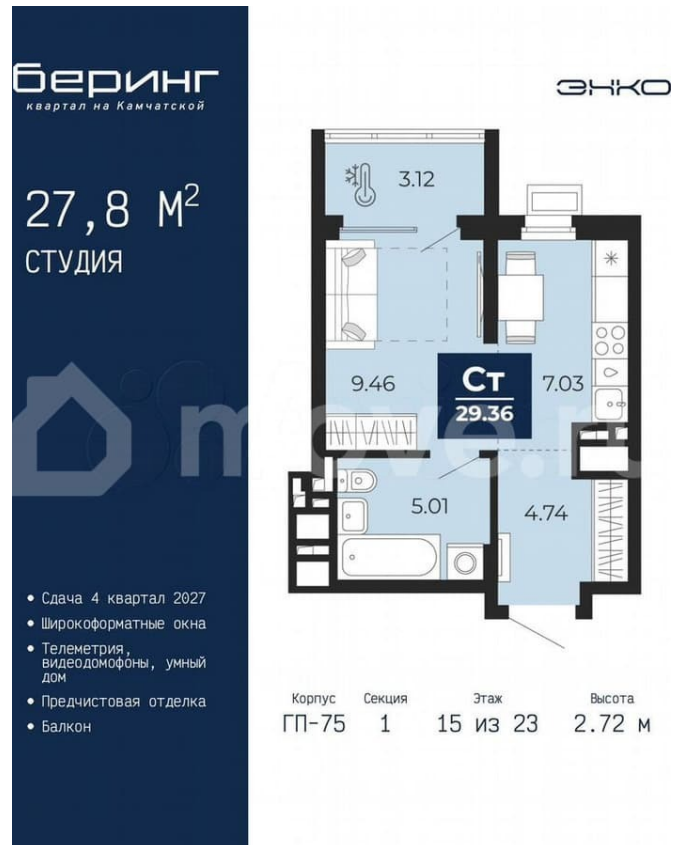 беринг
квартал на Камчатской
ЭНКО
27,8 М²
СТУДИЯ
3.12
9.46
Ст
29.36
7.03
5.01
4.74
move.ru
• Сдача 4 квартал 2027
• Широкоформатные окна
• Телеметрия,
видеодомофоны, умный
дом
• Предчистовая отделка
• Балкон
Корпус Секция Этаж Высота
ГП-75 1 15 из 23 2.72 м